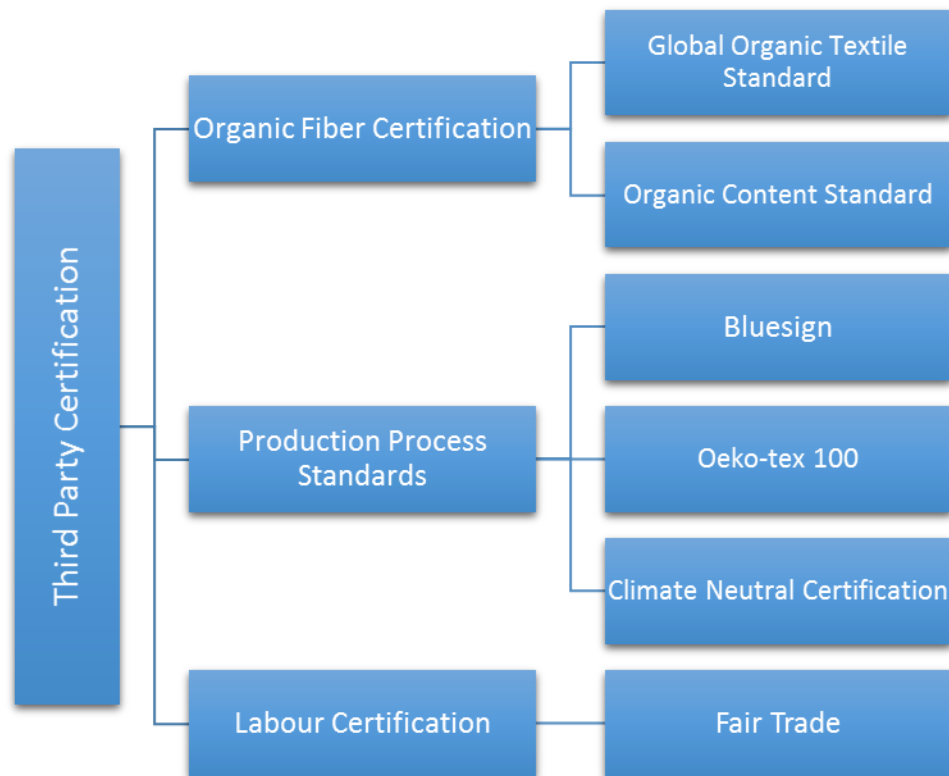 Third Party Certification
Organic Fiber Certification
Global Organic Textile
Standard
Organic Content Standard
Production Process
Standards
Bluesign
Oeko-tex 100
Climate Neutral Certification
Labour Certification
Fair Trade